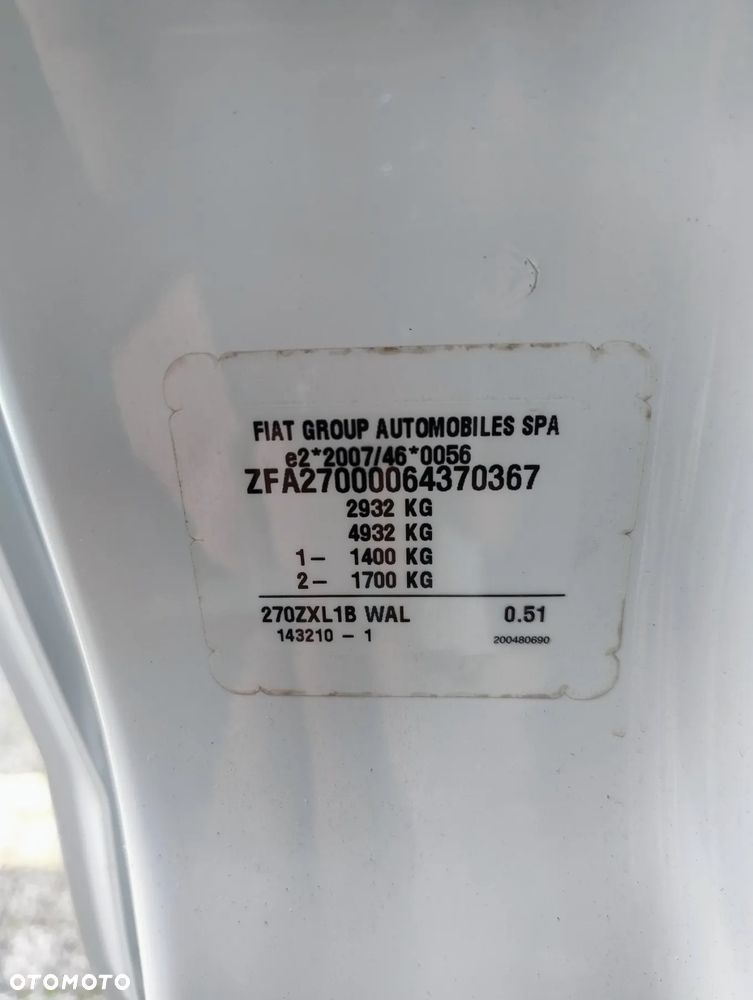 FIAT GROUP AUTOMOBILES SPA
e2*2007/46*0056
ZFA27000064370367
2932 KG
4932 KG
1- 1400 KG
2- 1700 KG
270ZXL1B WAL 0.51
143210 - 1 200480690
OTOMOTO